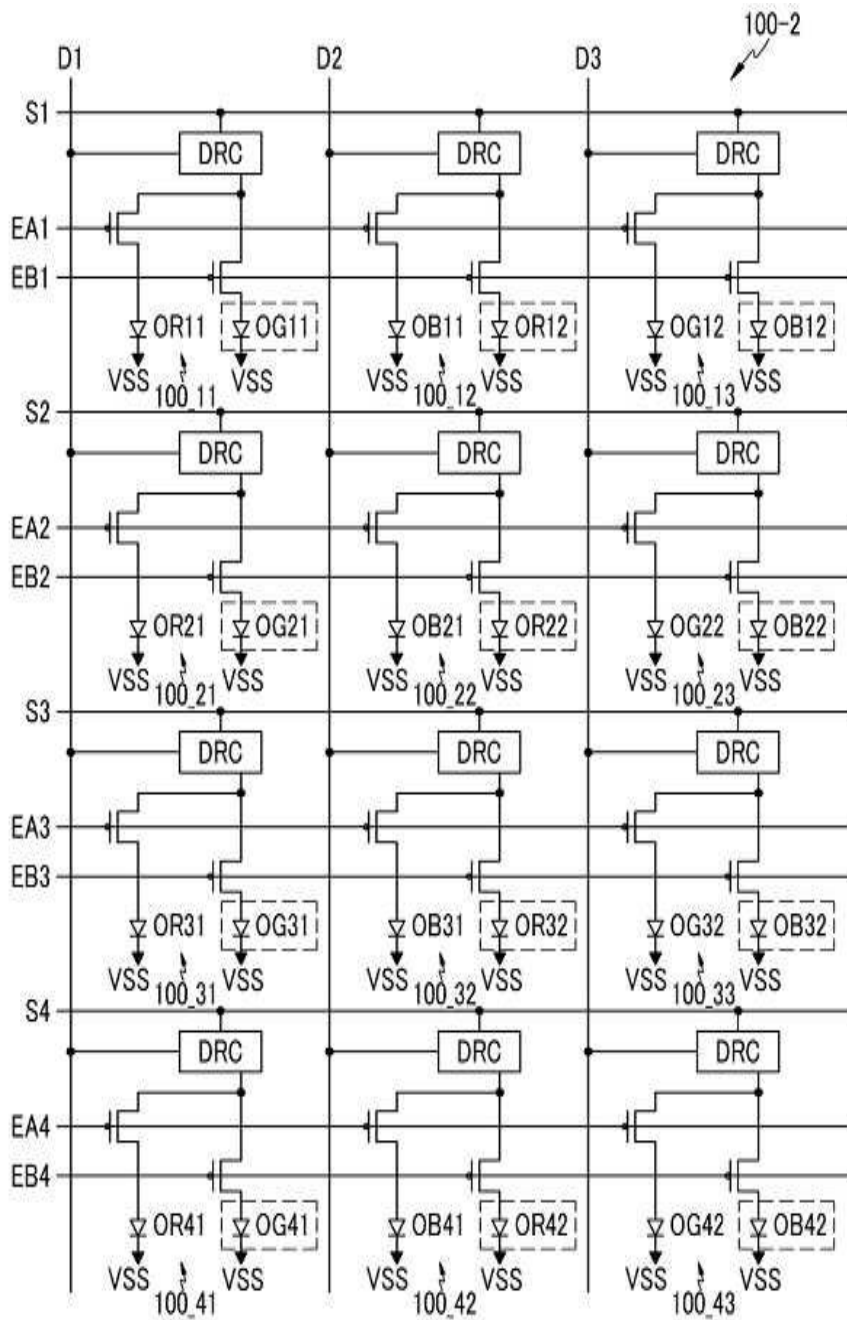 100-2
D1 D2 D3
S1
DRC DRC DRC
EA1
EB1
OR11 OG11 OB11 OR12 OG12 OB12
VSS VSS VSS VSS VSS VSS
100_11 100_12 100_13
S2
DRC DRC DRC
EA2
EB2
OR21 OG21 OB21 OR22 OG22 OB22
VSS VSS VSS VSS VSS VSS
100_21 100_22 100_23
S3
DRC DRC DRC
EA3
EB3
OR31 OG31 OB31 OR32 OG32 OB32
VSS VSS VSS VSS VSS VSS
100_31 100_32 100_33
S4
DRC DRC DRC
EA4
EB4
OR41 OG41 OB41 OR42 OG42 OB42
VSS VSS VSS VSS VSS VSS
100_41 100_42 100_43